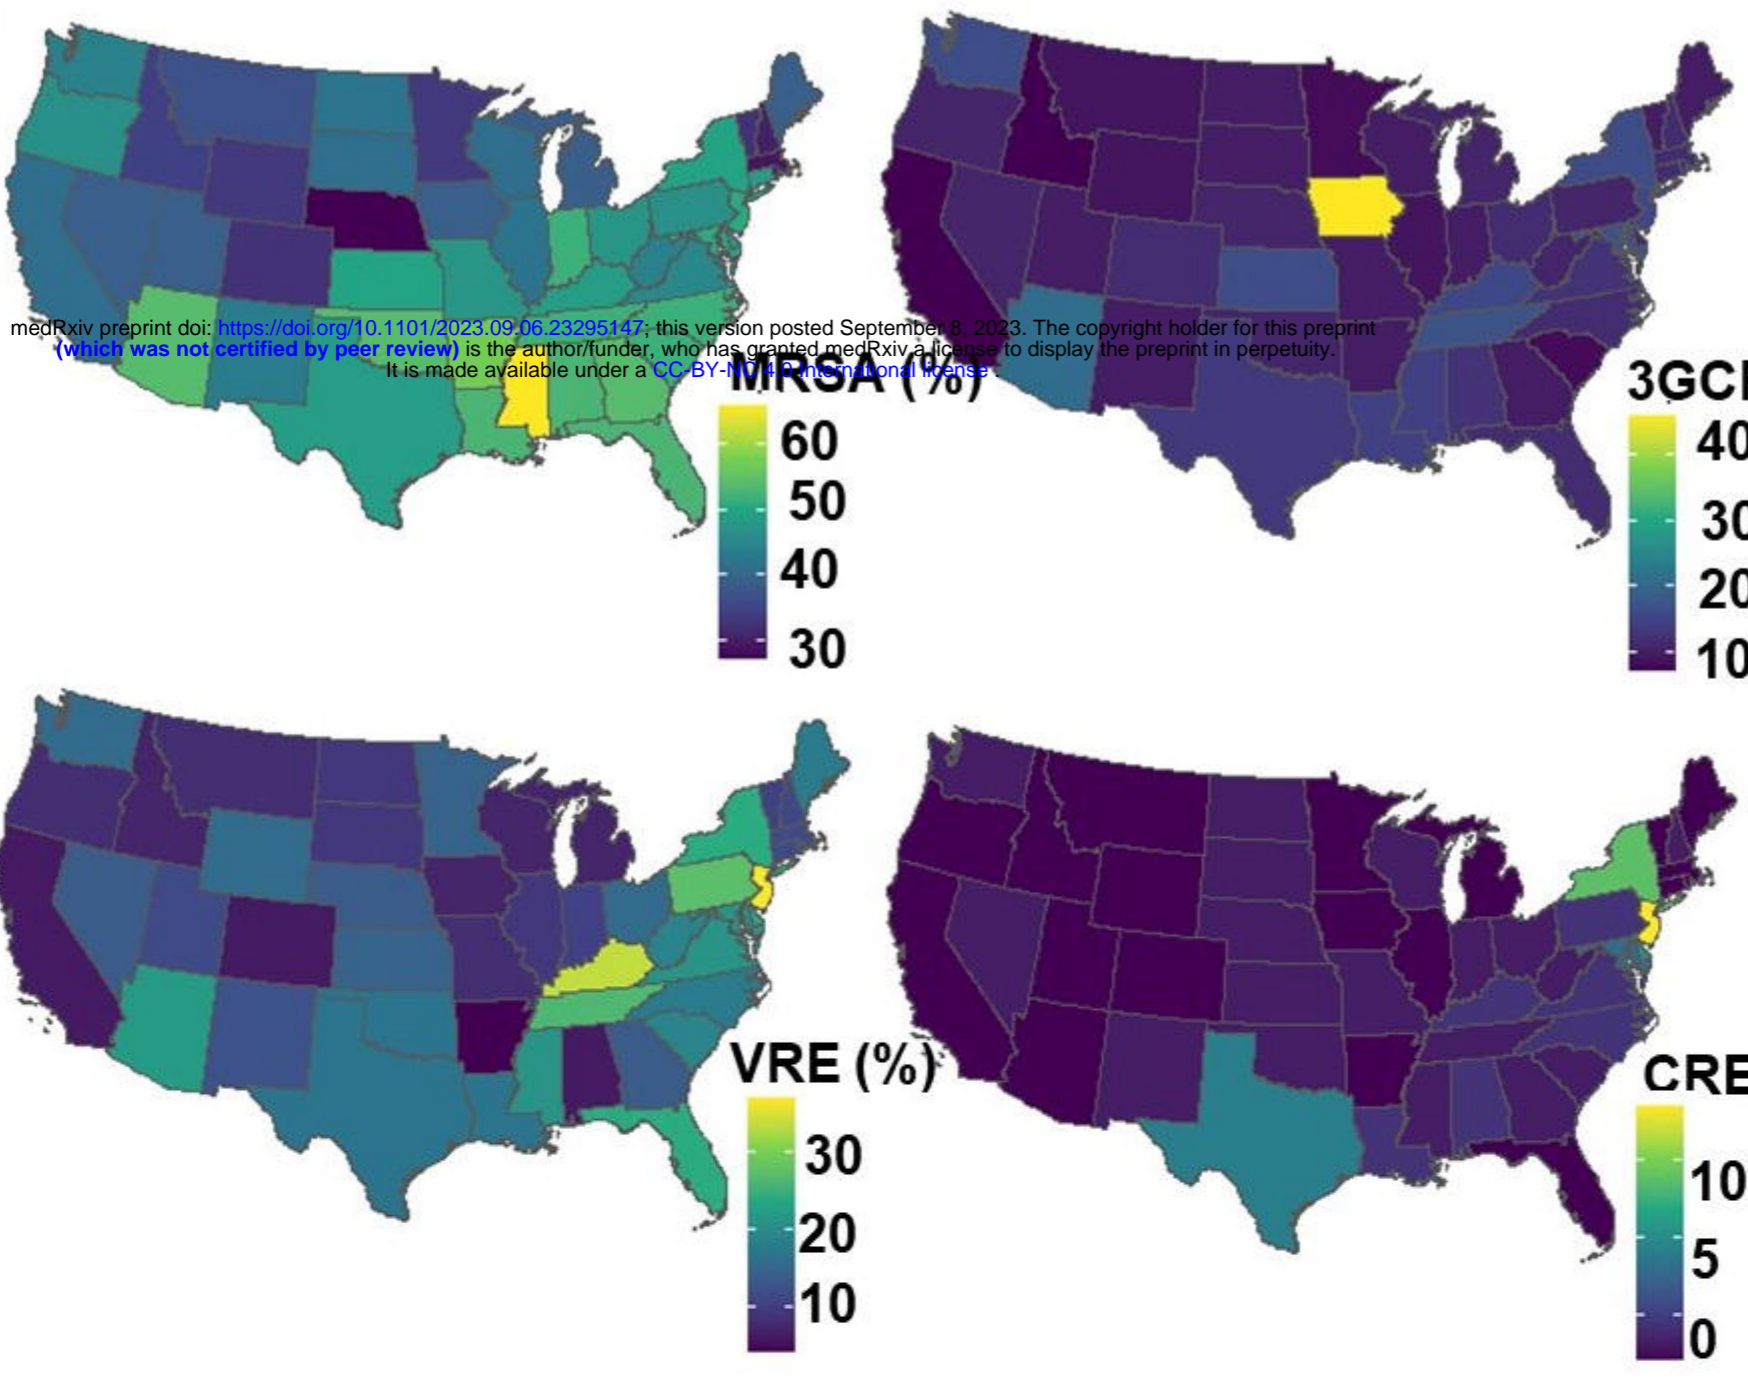 medRxiv preprint doi: https://doi.org/10.1101/2023.09.06.23295147; this version posted September 8, 2023. The copyright holder for this preprint
(which was not certified by peer review) is the author/funder, who has granted medRxiv a license to display the preprint in perpetuity.
It is made available under a CC-BY-NC 4.0 International license .
MRSA (%)
60
50
40
30
3GC
40
30
20
10
VRE (%)
30
20
10
CRE
10
5
0